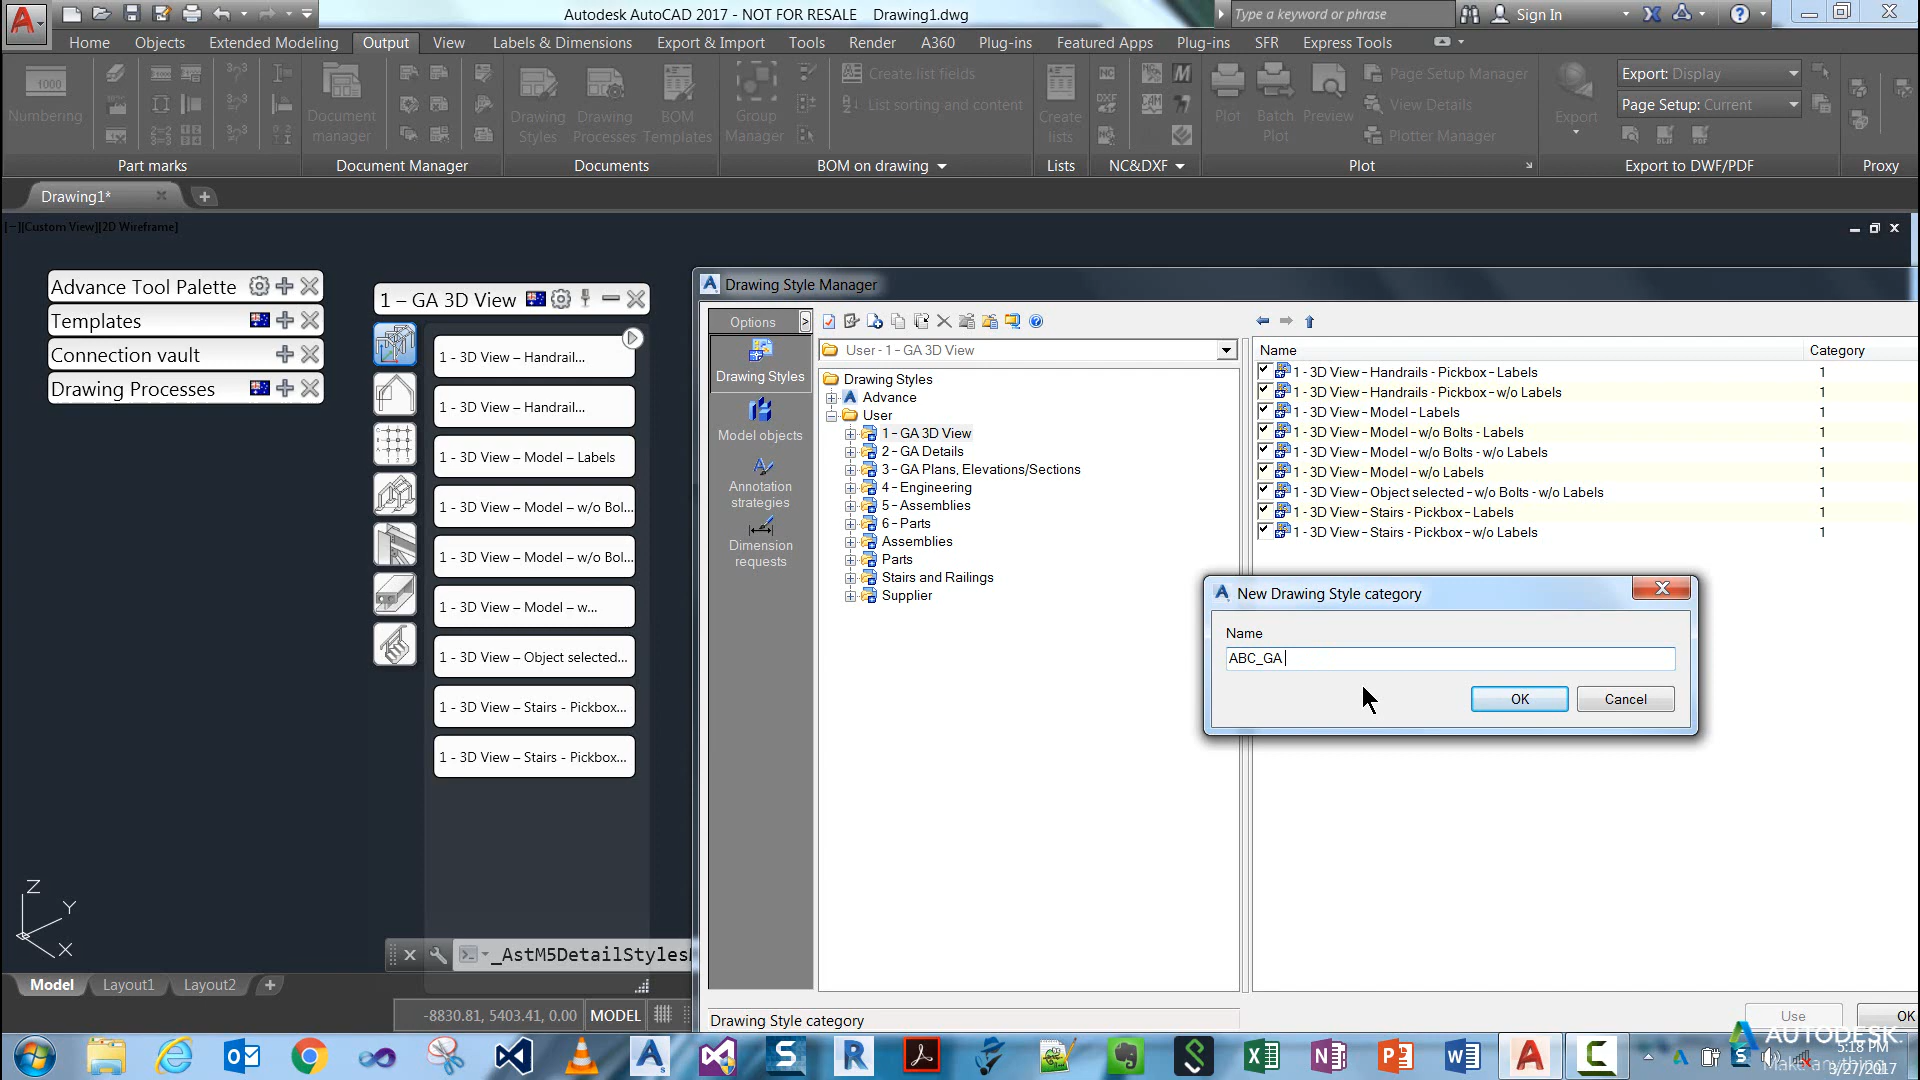 Autodesk AutoCAD 2017 - NOT FOR RESALE Drawing1.dwg
Type a keyword or phrase
Sign In
Home Objects Extended Modeling Output View Labels & Dimensions Export & Import Tools Render A360 Plug-ins Featured Apps Plug-ins SFR Express Tools
Numbering
Document manager
Drawing Styles
Drawing Processes
BOM Templates
Group Manager
Create list fields
List sorting and content
Create lists
NC
DXF
Plot
Batch Plot
Preview
Page Setup Manager
View Details
Plotter Manager
Export
Export: Display
Page Setup: Current
Part marks
Document Manager
Documents
BOM on drawing
Lists
NC&DXF
Plot
Export to DWF/PDF
Proxy
Drawing1*
[−][Custom View][2D Wireframe]
Advance Tool Palette
Templates
Connection vault
Drawing Processes
1 – GA 3D View
1 - 3D View – Handrail...
1 - 3D View – Handrail...
1 - 3D View – Model – Labels
1 - 3D View – Model – w/o Bol...
1 - 3D View – Model – w/o Bol...
1 - 3D View – Model – w...
1 - 3D View – Object selected...
1 - 3D View – Stairs - Pickbox...
1 - 3D View – Stairs - Pickbox...
Drawing Style Manager
Options
Drawing Styles
Model objects
Annotation strategies
Dimension requests
User - 1 – GA 3D View
Drawing Styles
Advance
User
1 – GA 3D View
2 – GA Details
3 – GA Plans, Elevations/Sections
4 – Engineering
5 – Assemblies
6 – Parts
Assemblies
Parts
Stairs and Railings
Supplier
Name Category
1 - 3D View – Handrails - Pickbox – Labels 1
1 - 3D View – Handrails - Pickbox – w/o Labels 1
1 - 3D View – Model – Labels 1
1 - 3D View – Model – w/o Bolts - Labels 1
1 - 3D View – Model – w/o Bolts - w/o Labels 1
1 - 3D View – Model – w/o Labels 1
1 - 3D View – Object selected – w/o Bolts - w/o Labels 1
1 - 3D View – Stairs - Pickbox – Labels 1
1 - 3D View – Stairs - Pickbox – w/o Labels 1
New Drawing Style category
Name
ABC_GA
OK Cancel
Z
Y
X
_AstM5DetailStyles
Model Layout1 Layout2
-8830.81, 5403.41, 0.00 MODEL
Drawing Style category
Use OK
AUTODESK.
Make anything
5:18 PM
3/27/2017